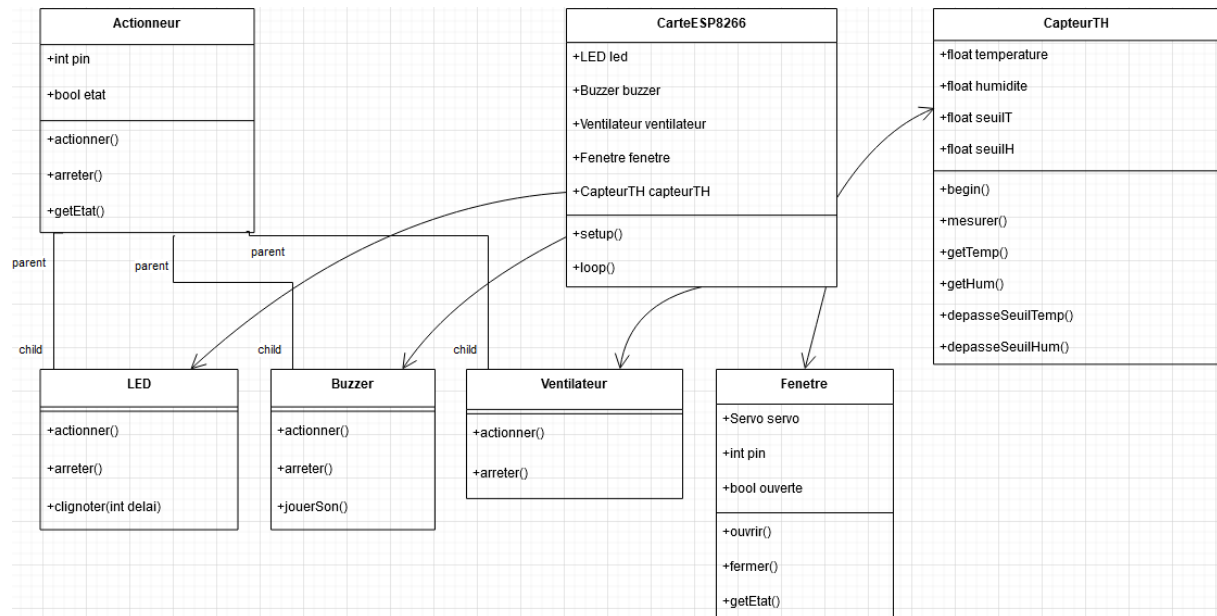 Actionneur
+int pin
+bool etat
+actionner()
+arreter()
+getEtat()
CarteESP8266
+LED led
+Buzzer buzzer
+Ventilateur ventilateur
+Fenetre fenetre
+CapteurTH capteurTH
+setup()
+loop()
CapteurTH
+float temperature
+float humidite
+float seuilT
+float seuilH
+begin()
+mesurer()
+getTemp()
+getHum()
+depasseSeuilTemp()
+depasseSeuilHum()
parent
parent
parent
child
child
child
LED
+actionner()
+arreter()
+clignoter(int delai)
Buzzer
+actionner()
+arreter()
+jouerSon()
Ventilateur
+actionner()
+arreter()
Fenetre
+Servo servo
+int pin
+bool ouverte
+ouvrir()
+fermer()
+getEtat()